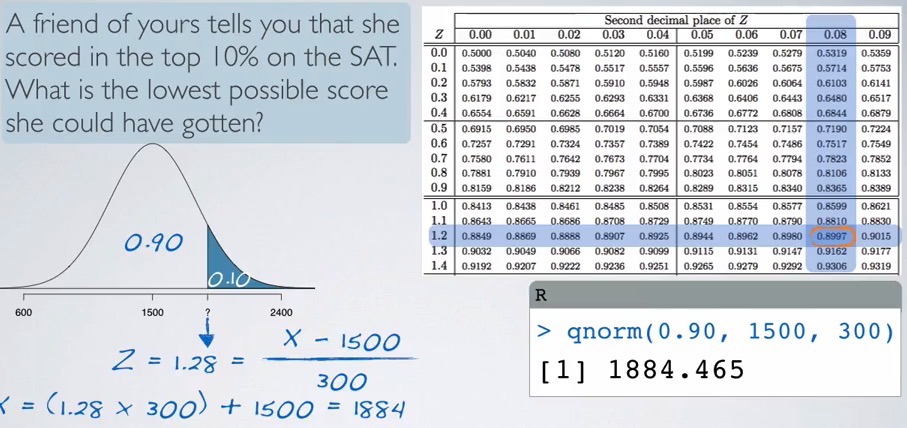 A friend of yours tells you that she
scored in the top 10% on the SAT.
What is the lowest possible score
she could have gotten?
Second decimal place of Z
Z 0.00 0.01 0.02 0.03 0.04 0.05 0.06 0.07 0.08 0.09
0.0 0.5000 0.5040 0.5080 0.5120 0.5160 0.5199 0.5239 0.5279 0.5319 0.5359
0.1 0.5398 0.5438 0.5478 0.5517 0.5557 0.5596 0.5636 0.5675 0.5714 0.5753
0.2 0.5793 0.5832 0.5871 0.5910 0.5948 0.5987 0.6026 0.6064 0.6103 0.6141
0.3 0.6179 0.6217 0.6255 0.6293 0.6331 0.6368 0.6406 0.6443 0.6480 0.6517
0.4 0.6554 0.6591 0.6628 0.6664 0.6700 0.6736 0.6772 0.6808 0.6844 0.6879
0.5 0.6915 0.6950 0.6985 0.7019 0.7054 0.7088 0.7123 0.7157 0.7190 0.7224
0.6 0.7257 0.7291 0.7324 0.7357 0.7389 0.7422 0.7454 0.7486 0.7517 0.7549
0.7 0.7580 0.7611 0.7642 0.7673 0.7704 0.7734 0.7764 0.7794 0.7823 0.7852
0.8 0.7881 0.7910 0.7939 0.7967 0.7995 0.8023 0.8051 0.8078 0.8106 0.8133
0.9 0.8159 0.8186 0.8212 0.8238 0.8264 0.8289 0.8315 0.8340 0.8365 0.8389
1.0 0.8413 0.8438 0.8461 0.8485 0.8508 0.8531 0.8554 0.8577 0.8599 0.8621
1.1 0.8643 0.8665 0.8686 0.8708 0.8729 0.8749 0.8770 0.8790 0.8810 0.8830
1.2 0.8849 0.8869 0.8888 0.8907 0.8925 0.8944 0.8962 0.8980 0.8997 0.9015
1.3 0.9032 0.9049 0.9066 0.9082 0.9099 0.9115 0.9131 0.9147 0.9162 0.9177
1.4 0.9192 0.9207 0.9222 0.9236 0.9251 0.9265 0.9279 0.9292 0.9306 0.9319
0.90
0.10
600 1500 ? 2400
Z = 1.28 = X - 1500
300
X = (1.28 x 300) + 1500 = 1884
R
> qnorm(0.90, 1500, 300)
[1] 1884.465